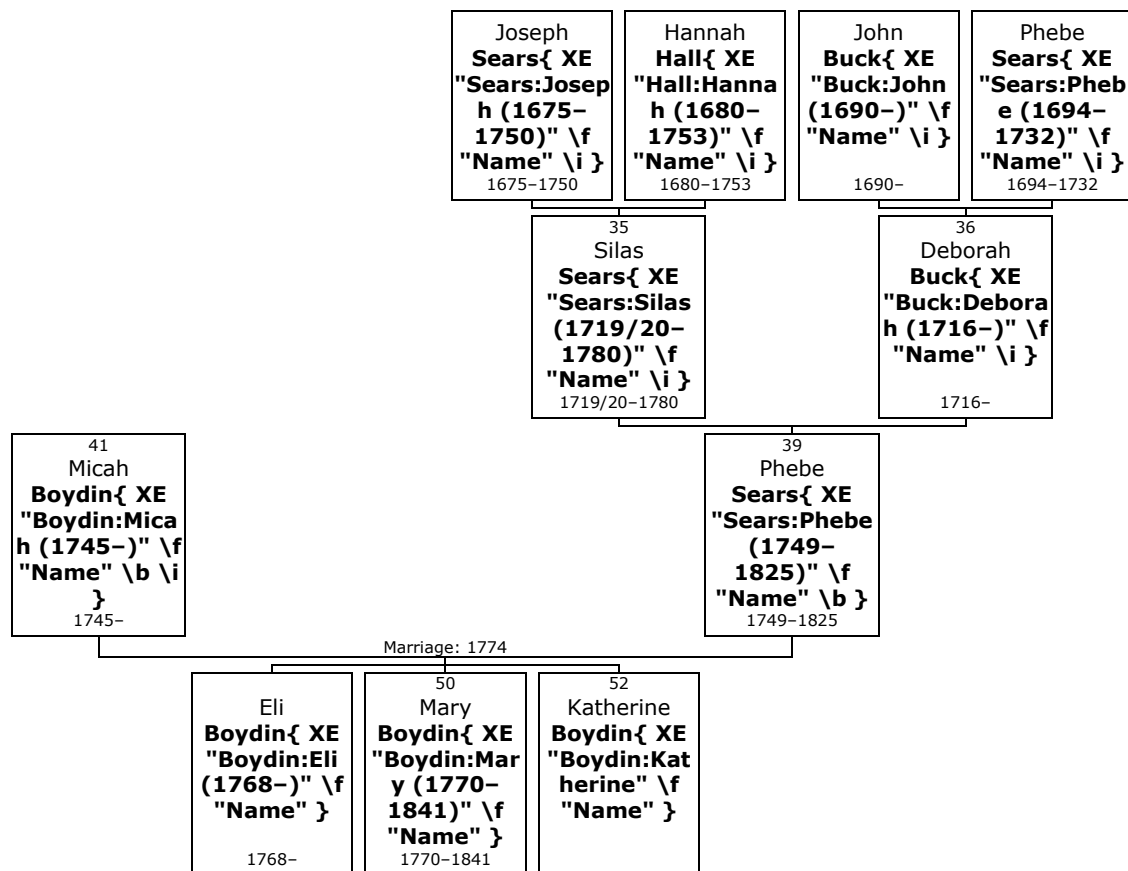 Joseph
Sears{ XE
"Sears:Josep
h (1675–
1750)" \f
"Name" \i }
1675–1750
Hannah
Hall{ XE
"Hall:Hanna
h (1680–
1753)" \f
"Name" \i }
1680–1753
John
Buck{ XE
"Buck:John
(1690–)" \f
"Name" \i }
1690–
Phebe
Sears{ XE
"Sears:Pheb
e (1694–
1732)" \f
"Name" \i }
1694–1732
35
Silas
Sears{ XE
"Sears:Silas
(1719/20–
1780)" \f
"Name" \i }
1719/20–1780
36
Deborah
Buck{ XE
"Buck:Debora
h (1716–)" \f
"Name" \i }
1716–
41
Micah
Boydin{ XE
"Boydin:Mica
h (1745–)" \f
"Name" \b \i
}
1745–
39
Phebe
Sears{ XE
"Sears:Phebe
(1749–
1825)" \f
"Name" \b }
1749–1825
Marriage: 1774
Eli
Boydin{ XE
"Boydin:Eli
(1768–)" \f
"Name" }
1768–
50
Mary
Boydin{ XE
"Boydin:Mar
y (1770–
1841)" \f
"Name" }
1770–1841
52
Katherine
Boydin{ XE
"Boydin:Kat
herine" \f
"Name" }